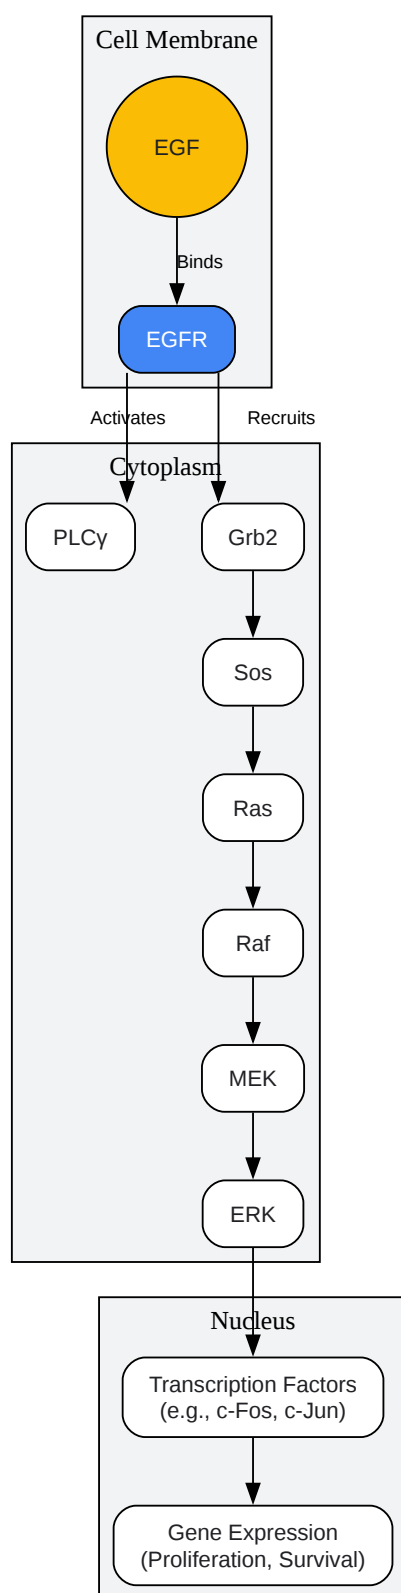 Cell Membrane
EGF
Binds
EGFR
Activates
Recruits
Cytoplasm
PLCγ
Grb2
Sos
Ras
Raf
MEK
ERK
Nucleus
Transcription Factors
(e.g., c-Fos, c-Jun)
Gene Expression
(Proliferation, Survival)